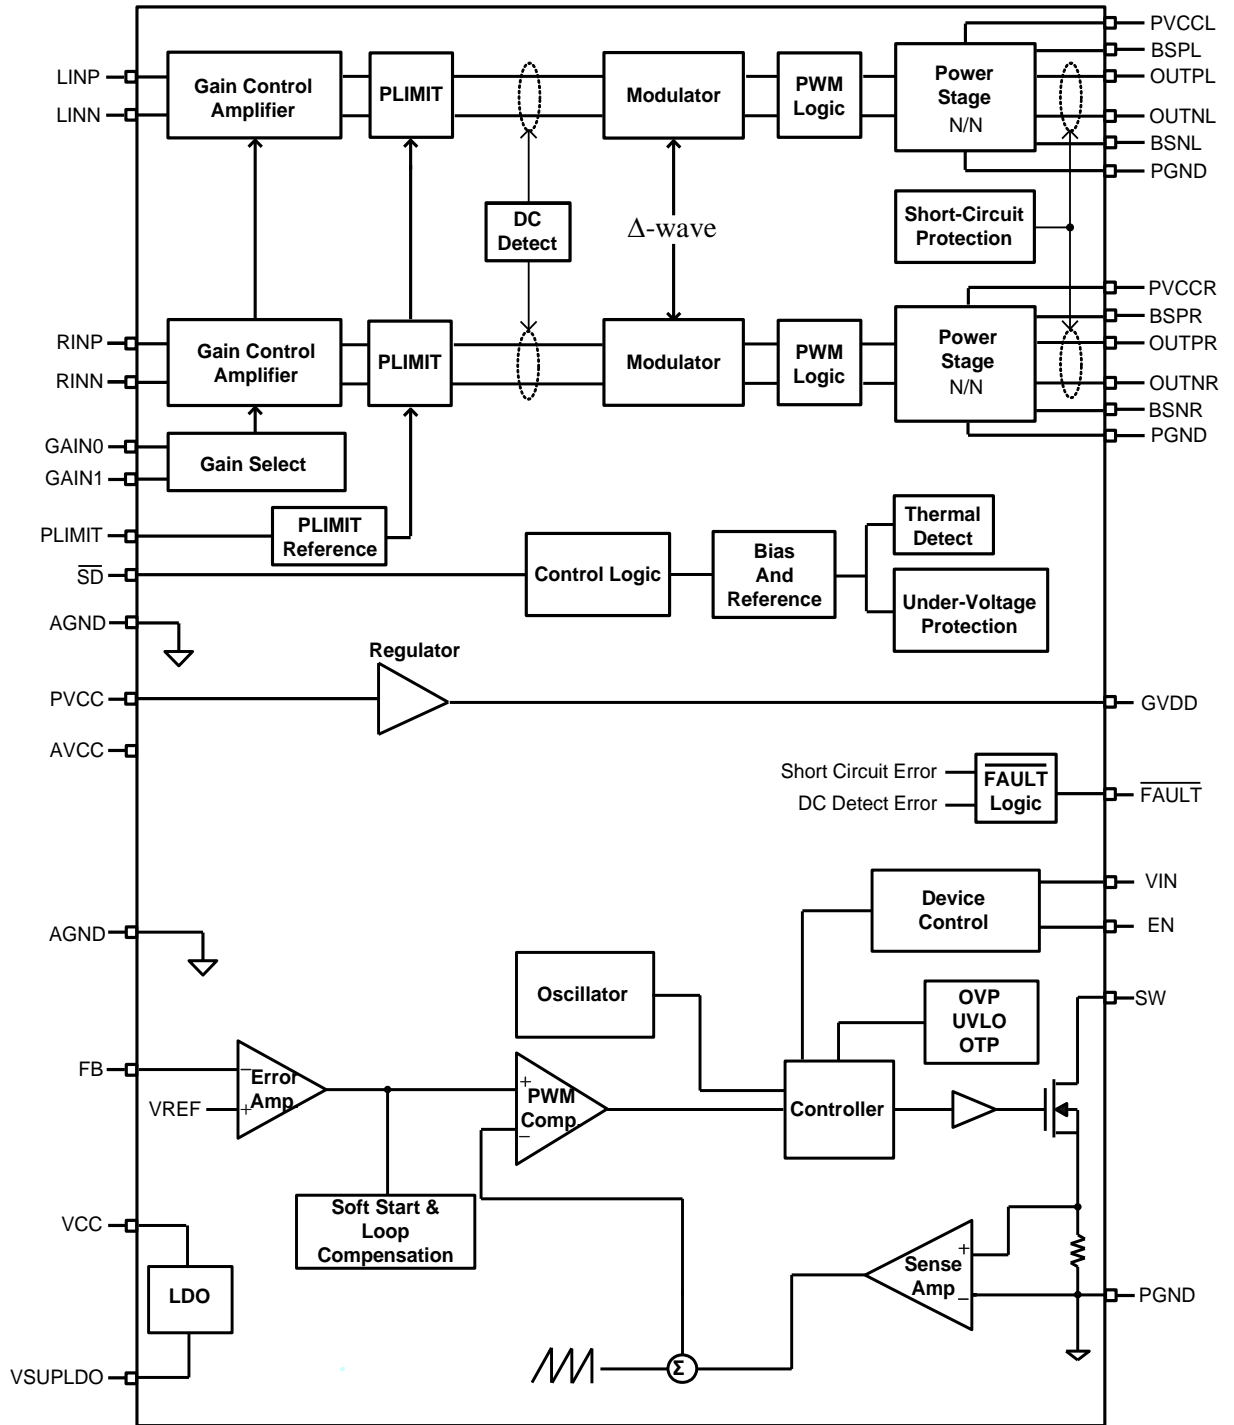 PVCCL
BSPL
LINP
Gain Control
Amplifier
PLIMIT
Modulator
PWM
Logic
Power
Stage
N/N
OUTPL
LINN
OUTNL
BSNL
PGND
DC
Detect
Δ-wave
Short-Circuit
Protection
PVCCR
BSPR
RINP
Gain Control
Amplifier
PLIMIT
Modulator
PWM
Logic
Power
Stage
N/N
OUTPR
RINN
OUTNR
BSNR
PGND
GAIN0
GAIN1
Gain Select
PLIMIT
PLIMIT
Reference
Thermal
Detect
SD
Control Logic
Bias
And
Reference
Under-Voltage
Protection
AGND
Regulator
PVCC
GVDD
AVCC
Short Circuit Error
DC Detect Error
FAULT
Logic
FAULT
VIN
Device
Control
EN
AGND
Oscillator
OVP
UVLO
OTP
SW
FB
−
Error
Amp.
VREF
+
+
PWM
Comp.
−
Controller
Soft Start &
Loop
Compensation
VCC
LDO
+
Sense
Amp
−
PGND
VSUPLDO
Σ